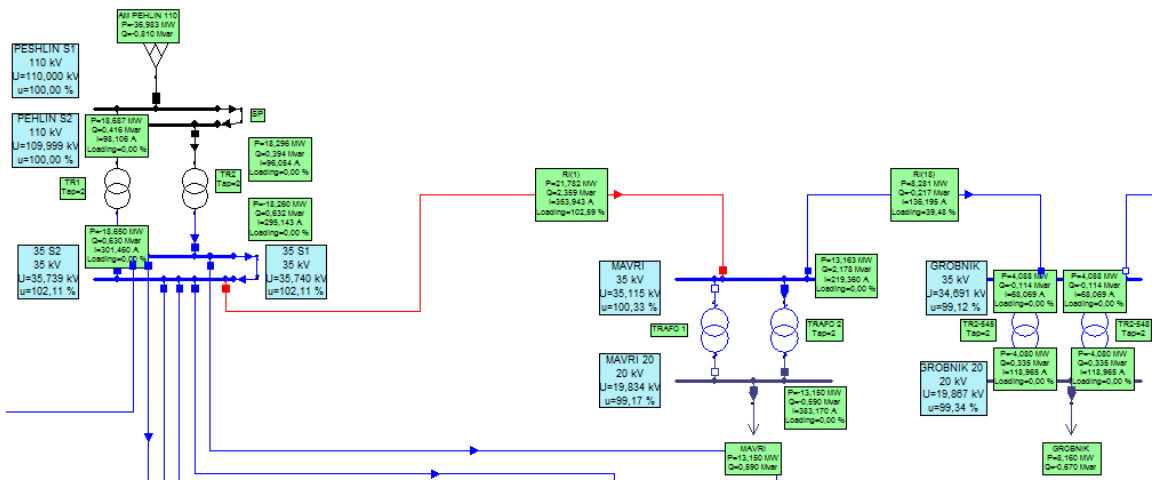 AM PEHLIN 110
P=-36,983 MW
Q=-0,810 Mvar
PESHLIN S1
110 kV
U=110,000 kV
u=100,00 %
SP
PEHLIN S2
110 kV
U=109,999 kV
u=100,00 %
P=18,687 MW
Q=0,416 Mvar
I=98,106 A
Loading=0,00 %
P=18,296 MW
Q=0,394 Mvar
I=96,054 A
Loading=0,00 %
TR1
Tap=2
TR2
Tap=2
P=-18,260 MW
Q=0,632 Mvar
I=295,143 A
Loading=0,00 %
P=-18,650 MW
Q=0,630 Mvar
I=301,460 A
Loading=0,00 %
35 S2
35 kV
U=35,739 kV
u=102,11 %
35 S1
35 kV
U=35,740 kV
u=102,11 %
RI(1)
P=21,782 MW
Q=2,359 Mvar
I=353,943 A
Loading=102,59 %
RI(18)
P=8,281 MW
Q=-0,217 Mvar
I=136,195 A
Loading=39,48 %
MAVRI
35 kV
U=35,115 kV
u=100,33 %
P=13,163 MW
Q=2,178 Mvar
I=219,360 A
Loading=0,00 %
TRAFO 1
TRAFO 2
Tap=2
MAVRI 20
20 kV
U=19,834 kV
u=99,17 %
P=-13,150 MW
Q=-0,590 Mvar
I=383,170 A
Loading=0,00 %
MAVRI
P=13,150 MW
Q=0,590 Mvar
GROBNIK
35 kV
U=34,691 kV
u=99,12 %
P=4,088 MW
Q=-0,114 Mvar
I=68,069 A
Loading=0,00 %
P=4,088 MW
Q=-0,114 Mvar
I=68,069 A
Loading=0,00 %
TR2-545
Tap=2
TR2-548
Tap=2
GROBNIK 20
20 kV
U=19,867 kV
u=99,34 %
P=-4,080 MW
Q=0,335 Mvar
I=118,965 A
Loading=0,00 %
P=-4,080 MW
Q=0,335 Mvar
I=118,965 A
Loading=0,00 %
GROBNIK
P=8,160 MW
Q=-0,670 Mvar